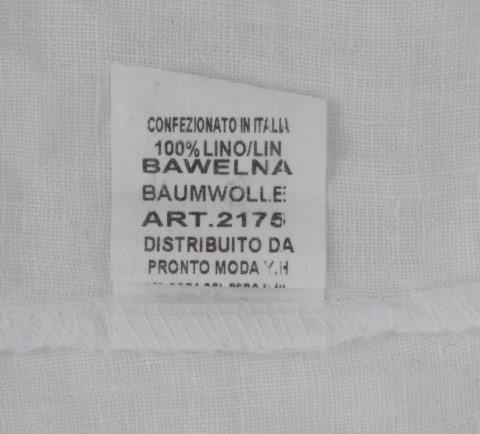 CONFEZIONATO IN ITALIA
100% LINO/LIN
BAWELNA
BAUMWOLLE
ART.2175
DISTRIBUITO DA
PRONTO MODA Y.H